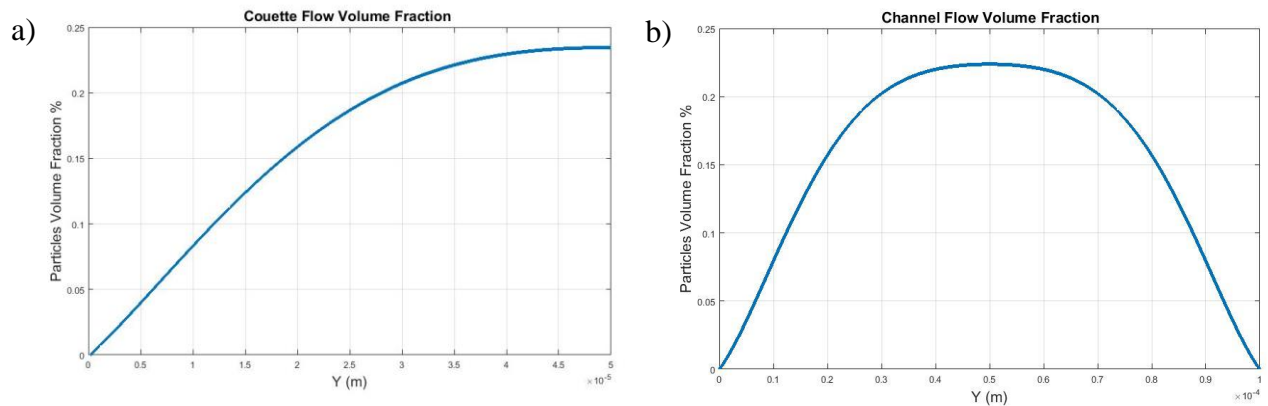 a)
Couette Flow Volume Fraction
Particles Volume Fraction %
0.25
0.2
0.15
0.1
0.05
0
0 0.5 1 1.5 2 2.5 3 3.5 4 4.5 5
×10-5
Y (m)
b)
Channel Flow Volume Fraction
Particles Volume Fraction %
0.25
0.2
0.15
0.1
0.05
0
0 0.1 0.2 0.3 0.4 0.5 0.6 0.7 0.8 0.9 1
×10-4
Y (m)